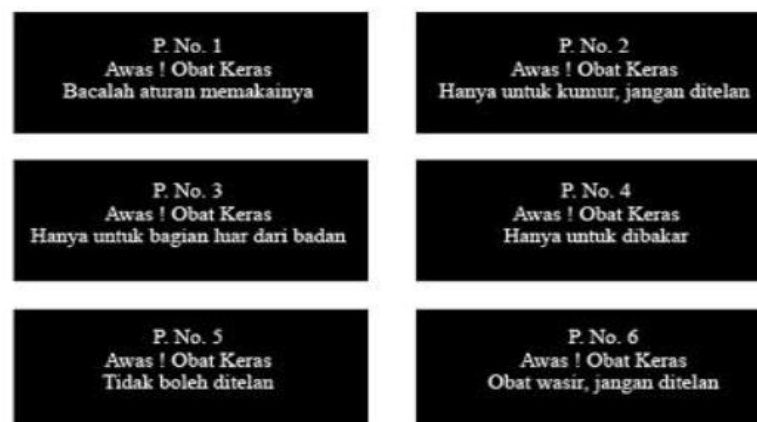 P. No. 1
Awas ! Obat Keras
Bacalah aturan memakainya
P. No. 2
Awas ! Obat Keras
Hanya untuk kumur, jangan ditelan
P. No. 3
Awas ! Obat Keras
Hanya untuk bagian luar dari badan
P. No. 4
Awas ! Obat Keras
Hanya untuk dibakar
P. No. 5
Awas ! Obat Keras
Tidak boleh ditelan
P. No. 6
Awas ! Obat Keras
Obat wasir, jangan ditelan